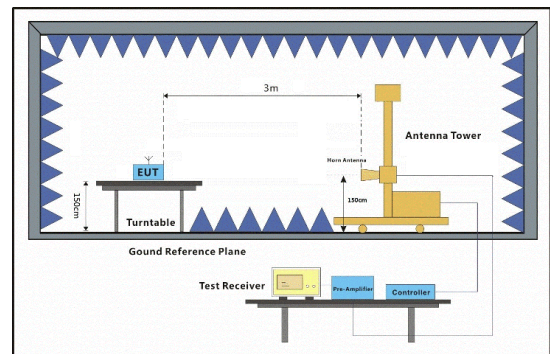 3m
Antenna Tower
Horn Antenna
EUT
150cm
150cm
Turntable
Gound Reference Plane
Test Receiver
Pre-Amplifier
Controller